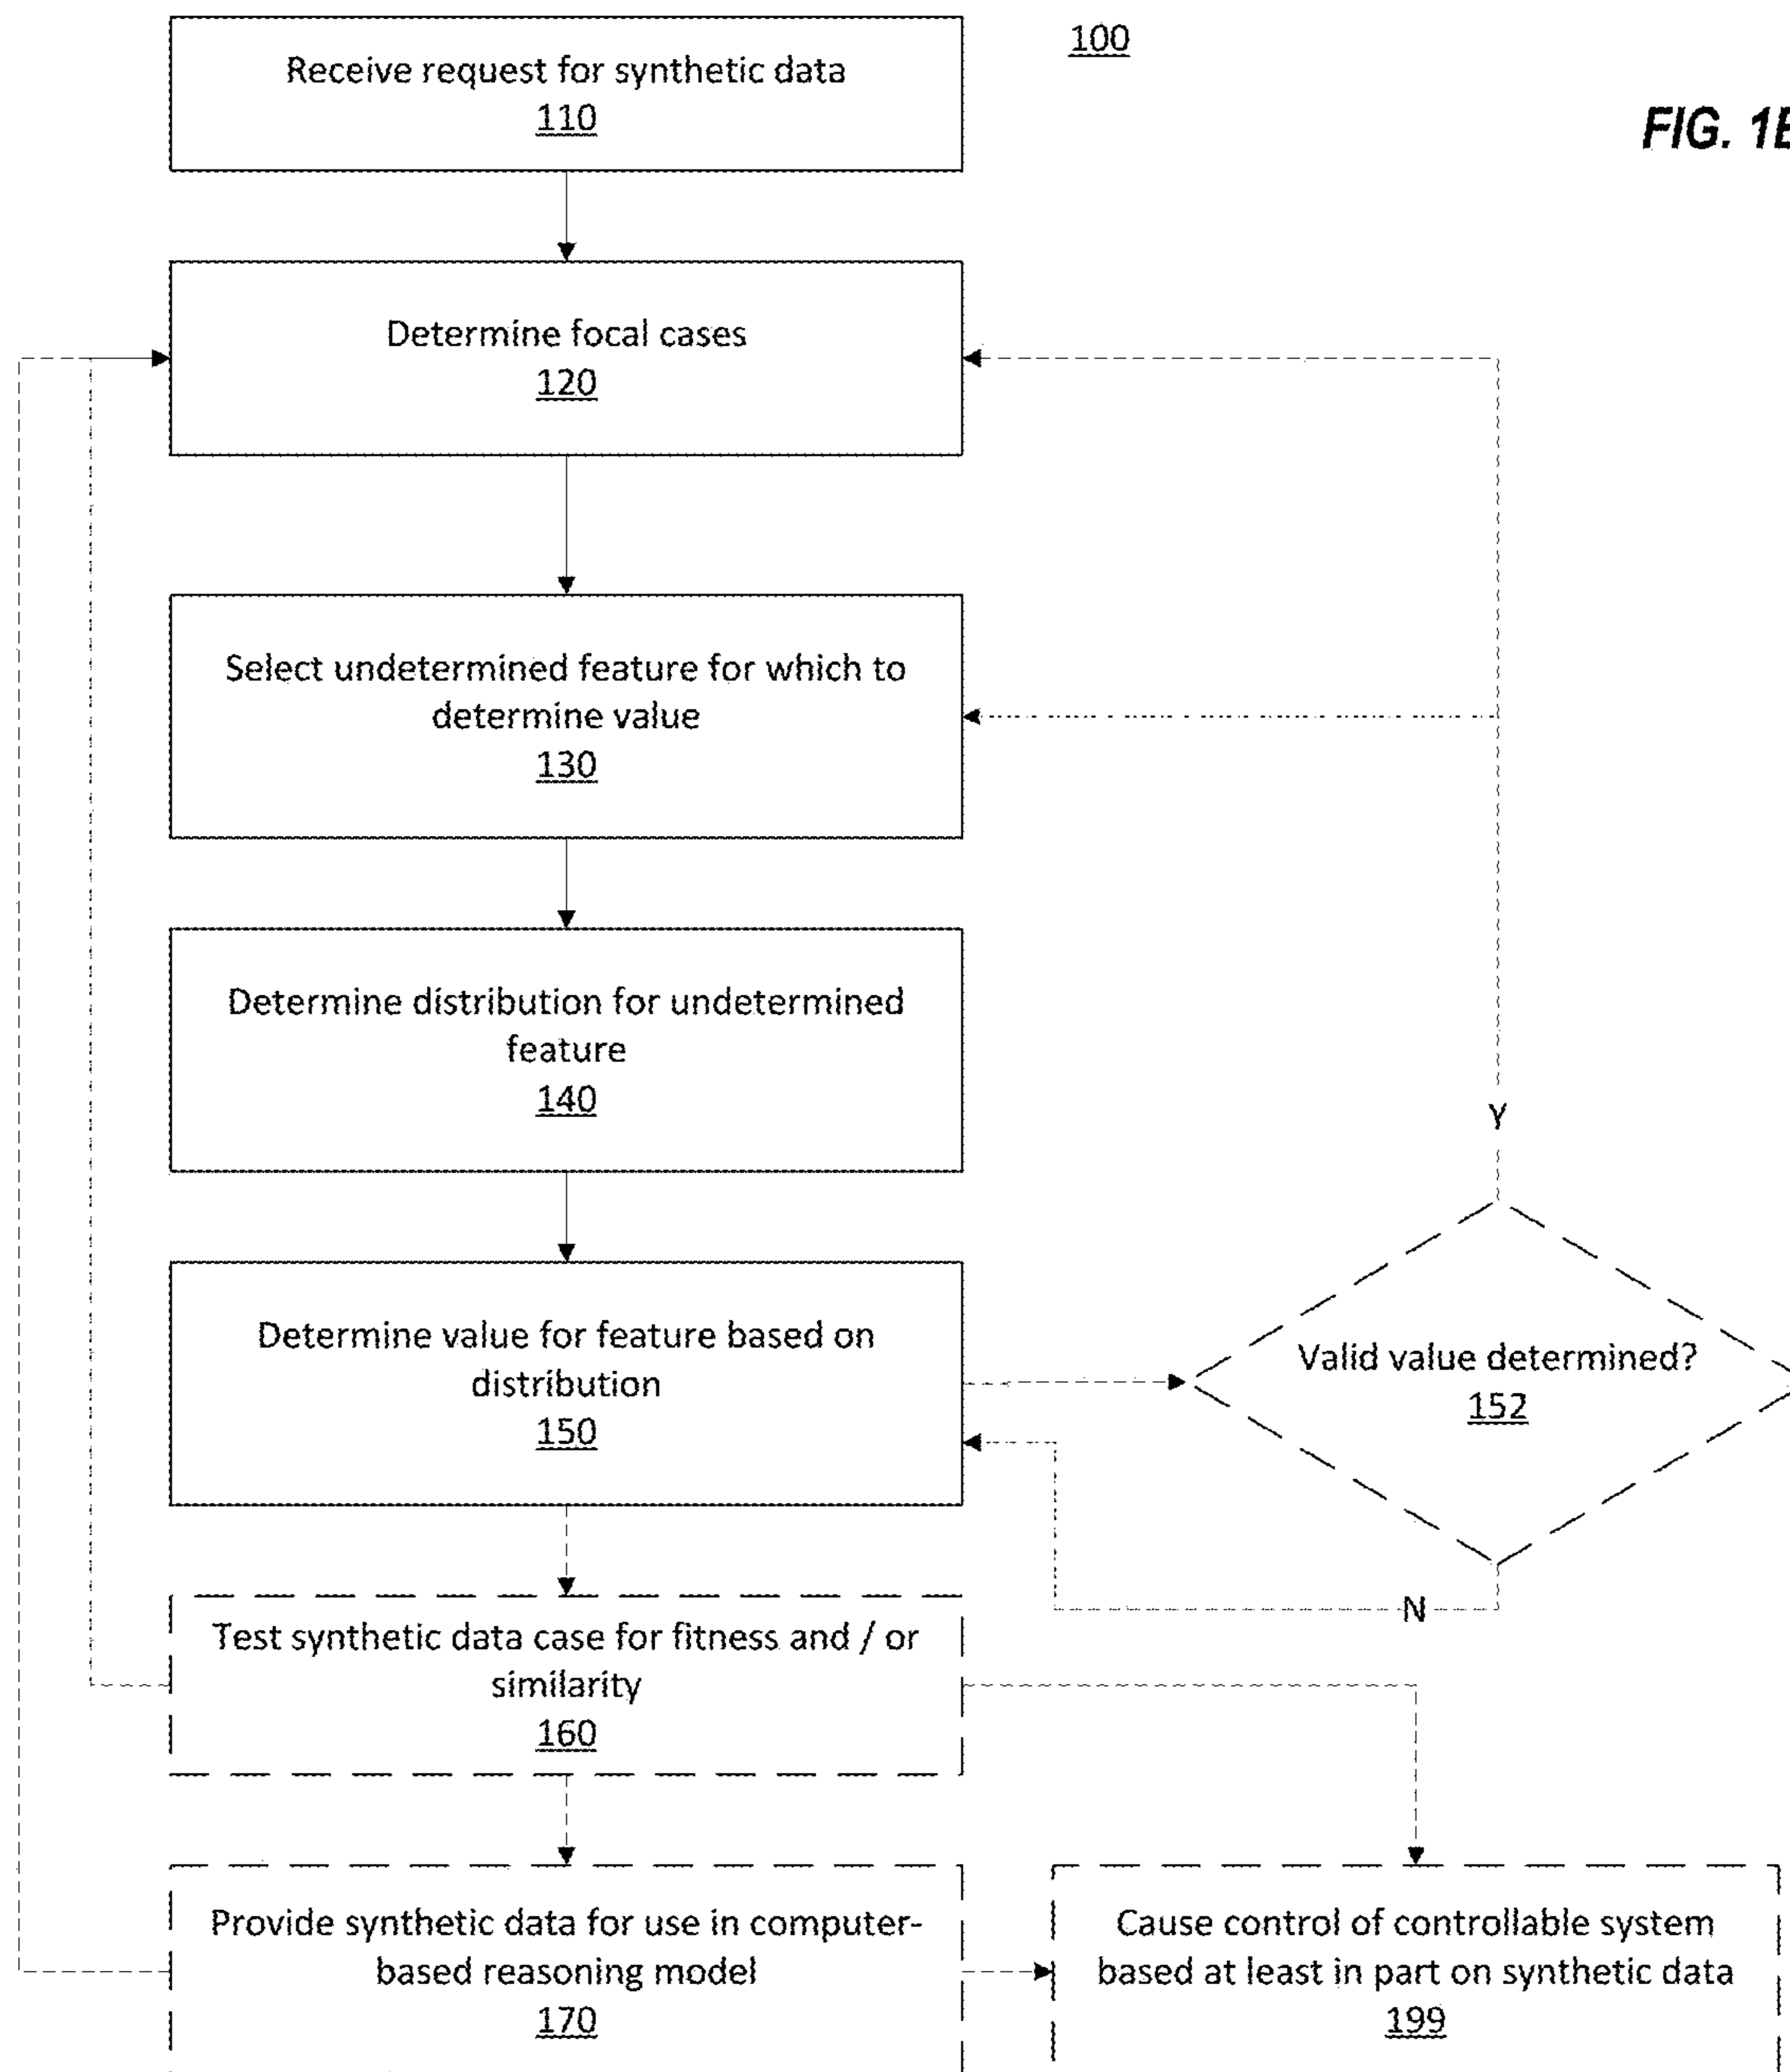 100
FIG. 1B
Receive request for synthetic data
110
Determine focal cases
120
Select undetermined feature for which to
determine value
130
Determine distribution for undetermined
feature
140
Y
Determine value for feature based on
distribution
150
Valid value determined?
152
N
Test synthetic data case for fitness and / or
similarity
160
Provide synthetic data for use in computer-
based reasoning model
170
Cause control of controllable system
based at least in part on synthetic data
199